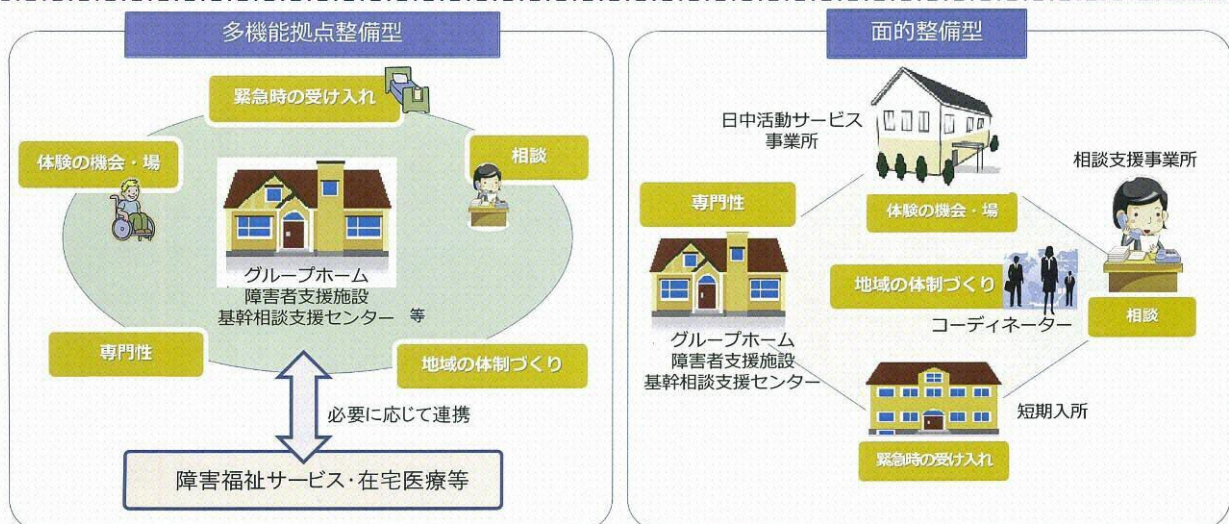 多機能拠点整備型
緊急時の受け入れ
体験の機会・場
相談
グループホーム
障害者支援施設
基幹相談支援センター 等
専門性
地域の体制づくり
必要に応じて連携
障害福祉サービス・在宅医療等
面的整備型
日中活動サービス
事業所
相談支援事業所
専門性
体験の機会・場
地域の体制づくり
コーディネーター
相談
グループホーム
障害者支援施設
基幹相談支援センター
短期入所
緊急時の受け入れ